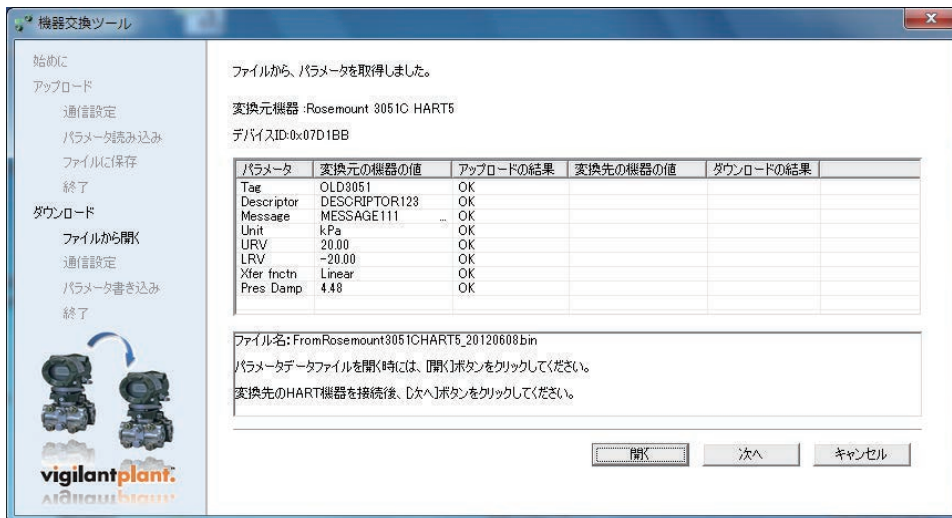 機器交換ツール
始めに
アップロード
通信設定
パラメータ読み込み
ファイルに保存
終了
ダウンロード
ファイルから開く
通信設定
パラメータ書き込み
終了
vigilantplant.
ファイルから、パラメータを取得しました。
変換元機器:Rosemount 3051C HART5
デバイスID:0x07D1BB
パラメータ 変換元の機器の値 アップロードの結果 変換先の機器の値 ダウンロードの結果
Tag OLD3051 OK
Descriptor DESCRIPTOR123 OK
Message MESSAGE111 ... OK
Unit kPa OK
URV 20.00 OK
LRV -20.00 OK
Xfer fnctn Linear OK
Pres Damp 4.48 OK
ファイル名:FromRosemount3051CHART5_20120608.bin
パラメータデータファイルを開く時には、[開く]ボタンをクリックしてください。
変換先のHART機器を接続後、[次へ]ボタンをクリックしてください。
開く 次へ キャンセル